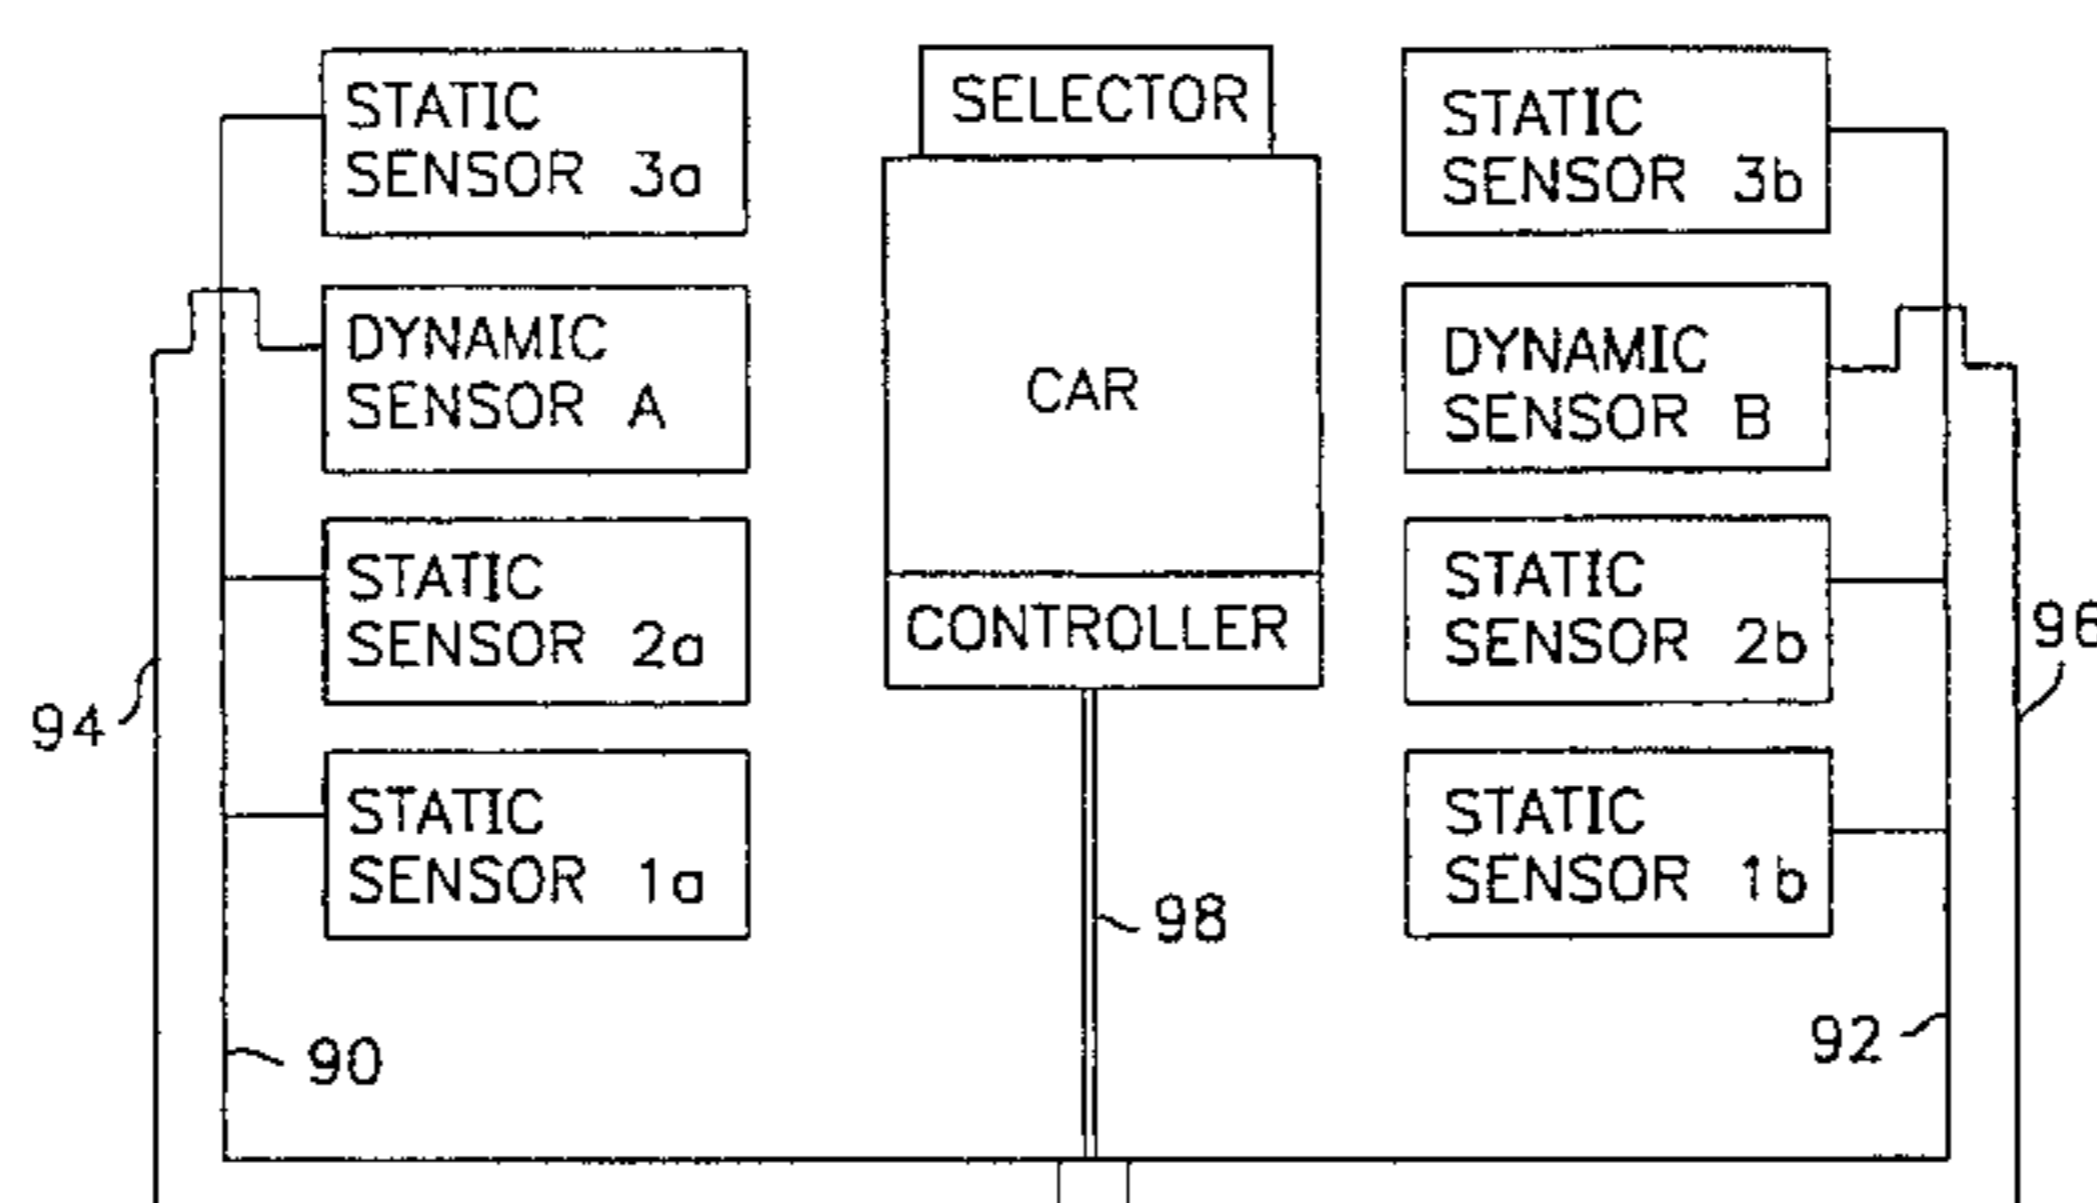 STATIC
SENSOR 3a
SELECTOR
STATIC
SENSOR 3b
DYNAMIC
SENSOR A
CAR
DYNAMIC
SENSOR B
STATIC
SENSOR 2a
CONTROLLER
STATIC
SENSOR 2b
96
94
STATIC
SENSOR 1a
98
STATIC
SENSOR 1b
90
92